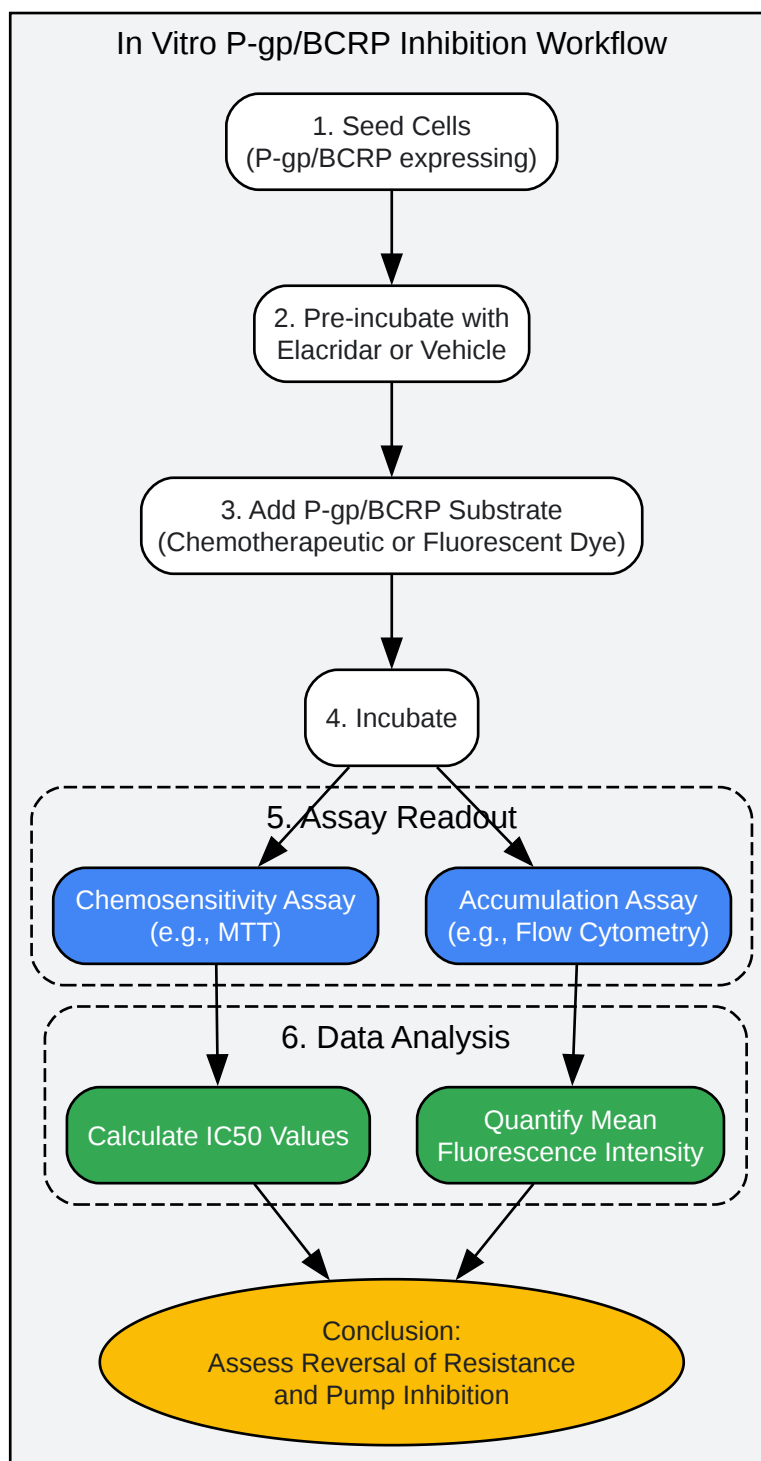 In Vitro P-gp/BCRP Inhibition Workflow
1. Seed Cells
(P-gp/BCRP expressing)
2. Pre-incubate with
Elacridar or Vehicle
3. Add P-gp/BCRP Substrate
(Chemotherapeutic or Fluorescent Dye)
4. Incubate
5. Assay Readout
Chemosensitivity Assay
(e.g., MTT)
Accumulation Assay
(e.g., Flow Cytometry)
6. Data Analysis
Calculate IC50 Values
Quantify Mean
Fluorescence Intensity
Conclusion:
Assess Reversal of Resistance
and Pump Inhibition